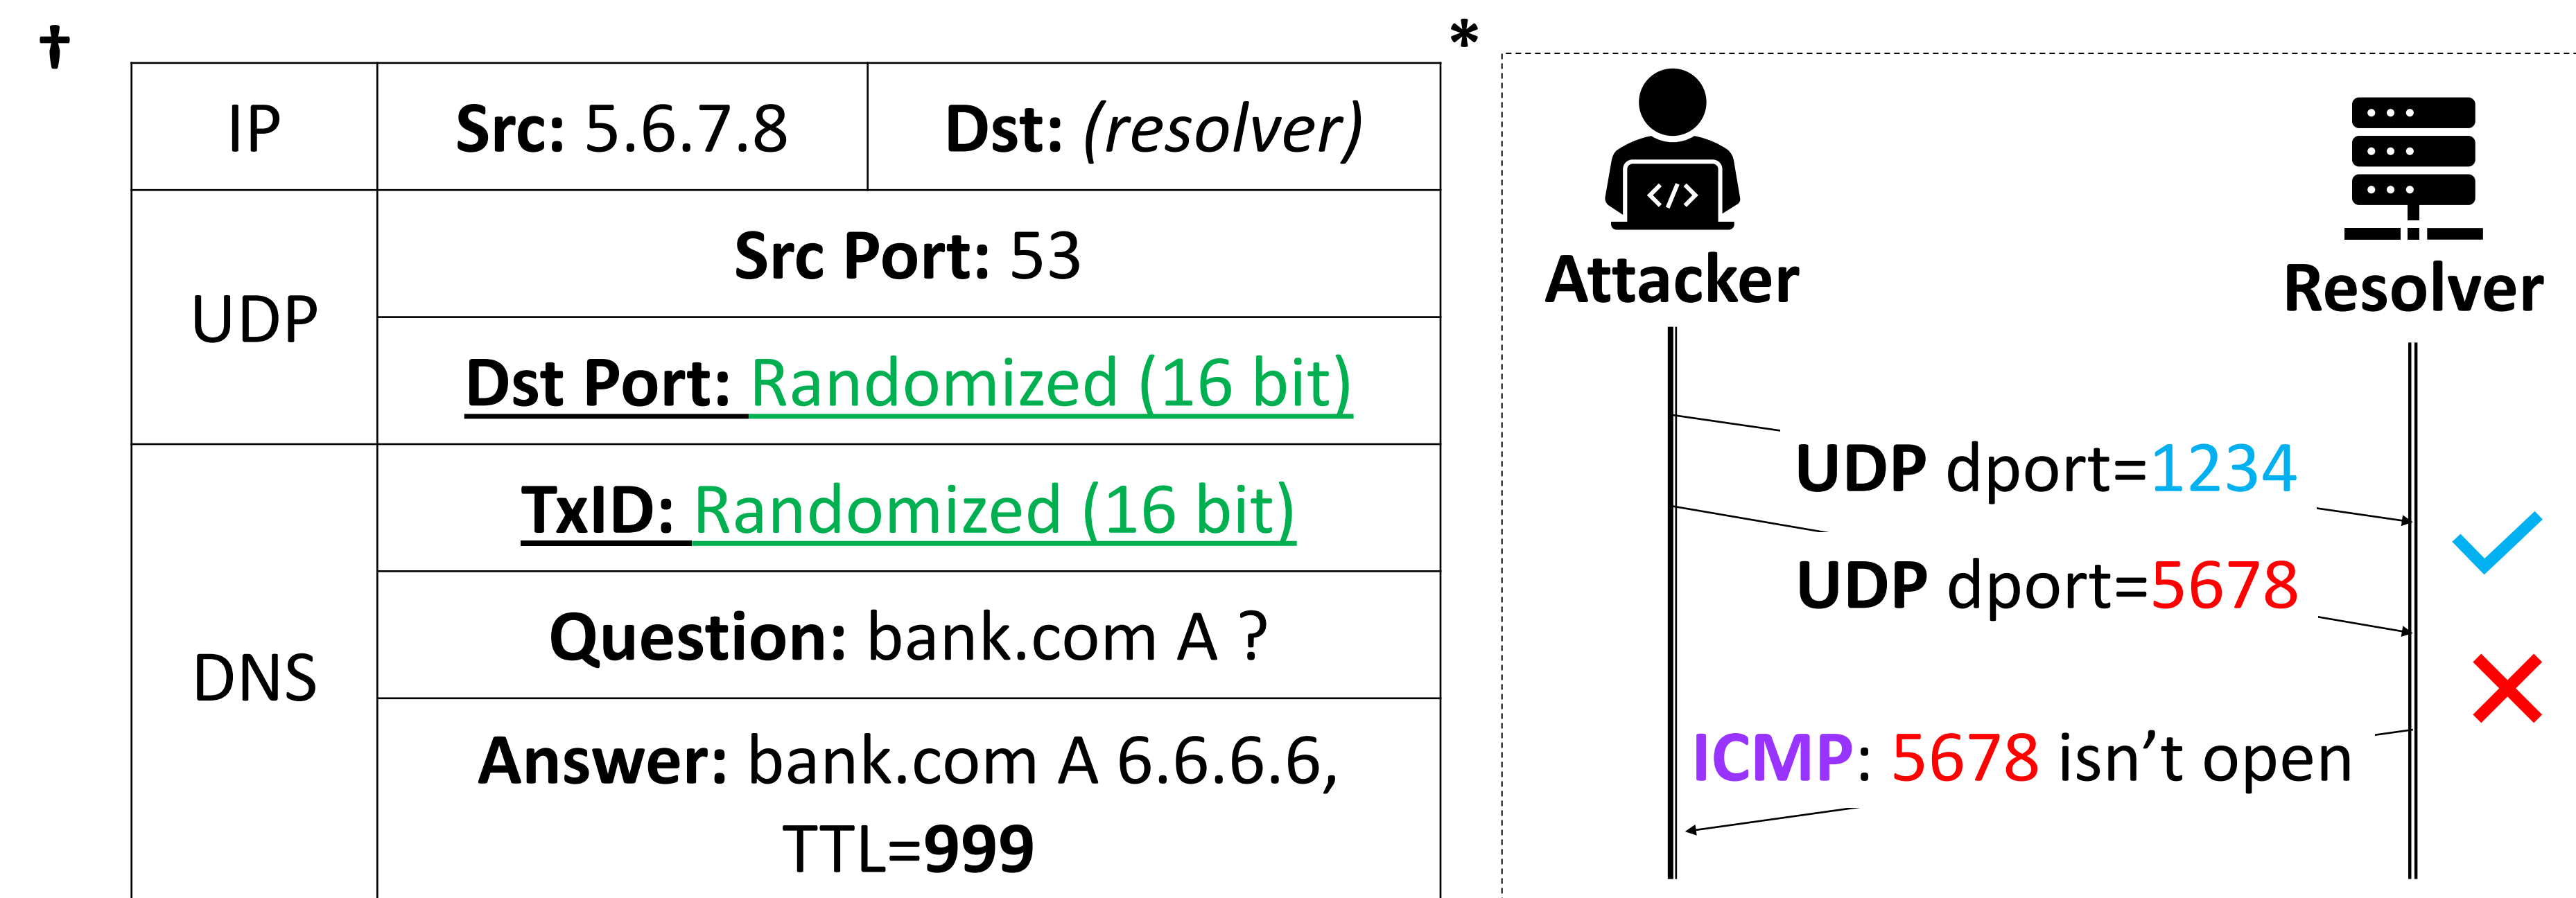 †
*
IP
Src: 5.6.7.8
Dst: (resolver)
UDP
Src Port: 53
Dst Port: Randomized (16 bit)
DNS
TxID: Randomized (16 bit)
Question: bank.com A ?
Answer: bank.com A 6.6.6.6,
TTL=999
</>
Attacker
Resolver
UDP dport=1234
UDP dport=5678
ICMP: 5678 isn’t open